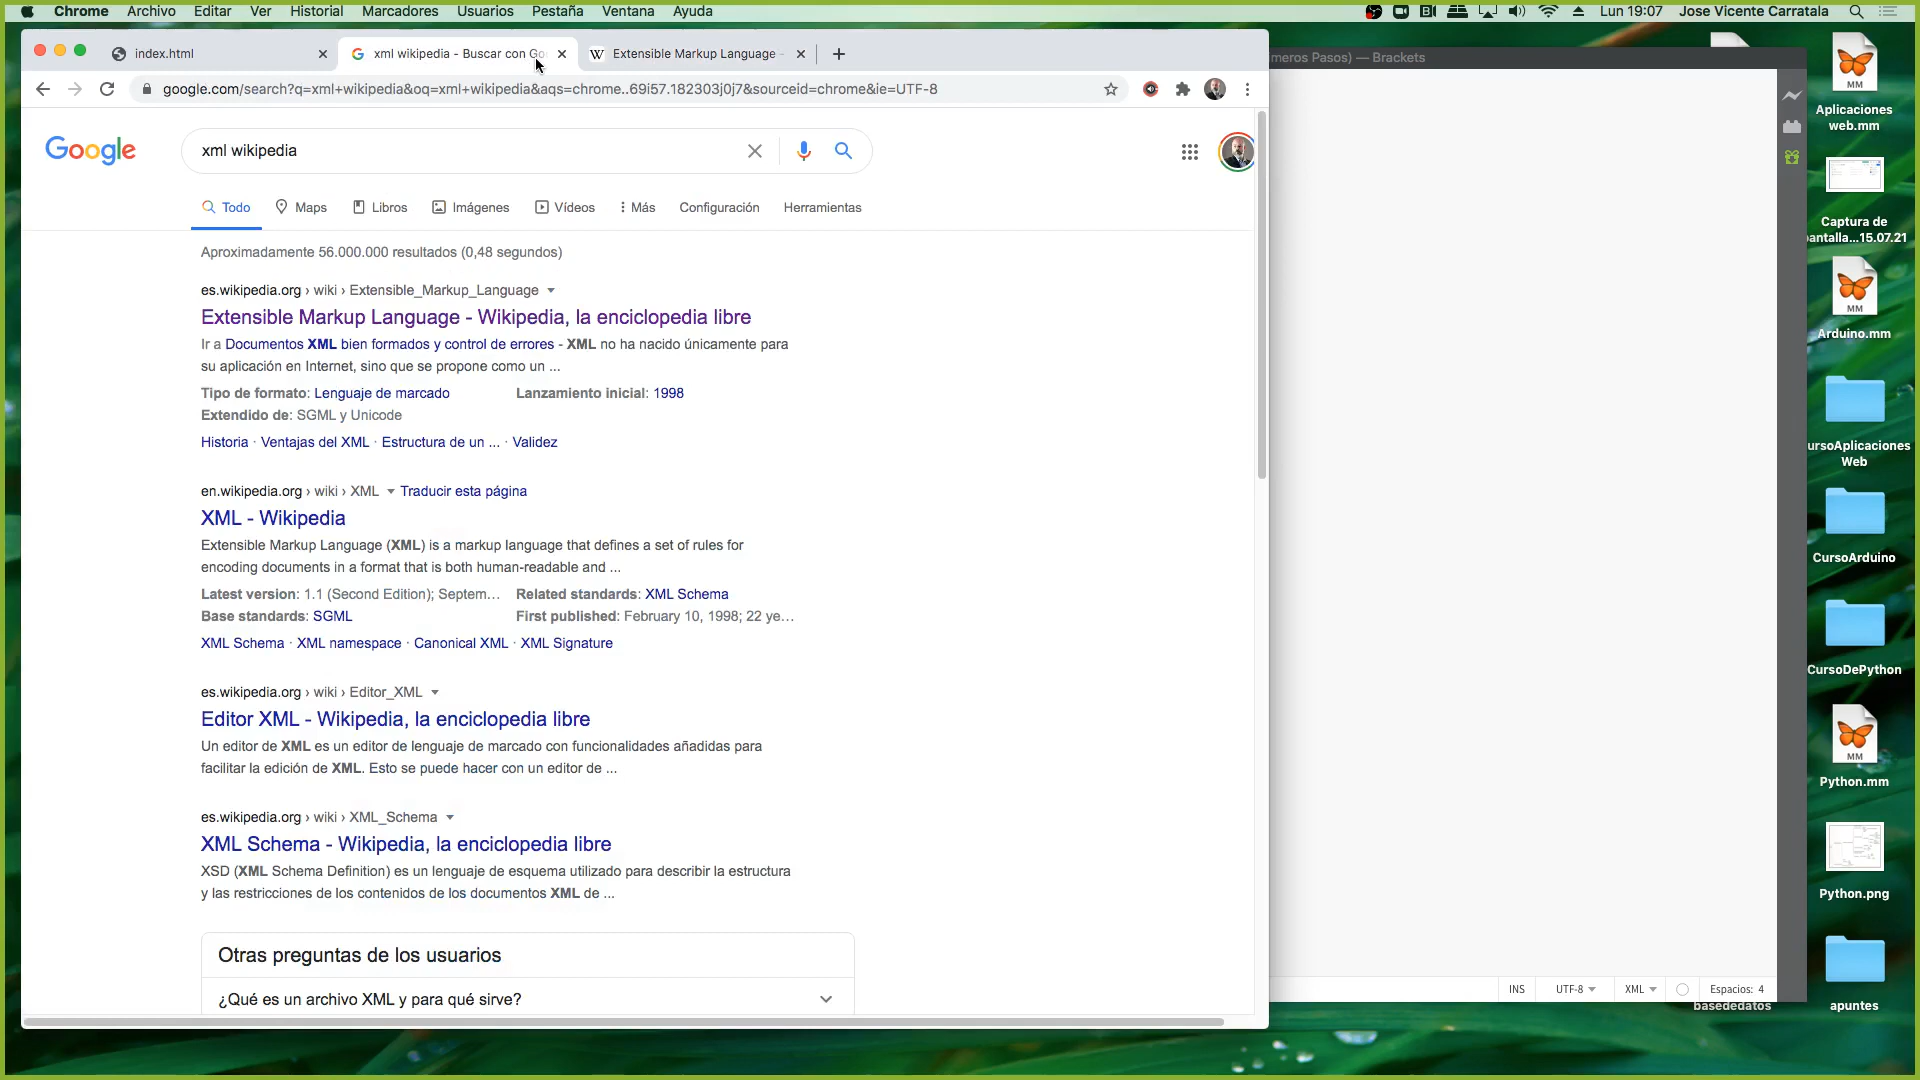 Chrome Archivo Editar Ver Historial Marcadores Usuarios Pestaña Ventana Ayuda
Lun 19:07 Jose Vicente Carratala
index.html
xml wikipedia - Buscar con Go
Extensible Markup Language -
google.com/search?q=xml+wikipedia&oq=xml+wikipedia&aqs=chrome..69i57.182303j0j7&sourceid=chrome&ie=UTF-8
Google
xml wikipedia
Todo Maps Libros Imágenes Vídeos Más Configuración Herramientas
Aproximadamente 56.000.000 resultados (0,48 segundos)
es.wikipedia.org › wiki › Extensible_Markup_Language
Extensible Markup Language - Wikipedia, la enciclopedia libre
Ir a Documentos XML bien formados y control de errores - XML no ha nacido únicamente para
su aplicación en Internet, sino que se propone como un ...
Tipo de formato: Lenguaje de marcado Lanzamiento inicial: 1998
Extendido de: SGML y Unicode
Historia · Ventajas del XML · Estructura de un ... · Validez
en.wikipedia.org › wiki › XML Traducir esta página
XML - Wikipedia
Extensible Markup Language (XML) is a markup language that defines a set of rules for
encoding documents in a format that is both human-readable and ...
Latest version: 1.1 (Second Edition); Septem... Related standards: XML Schema
Base standards: SGML First published: February 10, 1998; 22 ye...
XML Schema · XML namespace · Canonical XML · XML Signature
es.wikipedia.org › wiki › Editor_XML
Editor XML - Wikipedia, la enciclopedia libre
Un editor de XML es un editor de lenguaje de marcado con funcionalidades añadidas para
facilitar la edición de XML. Esto se puede hacer con un editor de ...
es.wikipedia.org › wiki › XML_Schema
XML Schema - Wikipedia, la enciclopedia libre
XSD (XML Schema Definition) es un lenguaje de esquema utilizado para describir la estructura
y las restricciones de los contenidos de los documentos XML de ...
Otras preguntas de los usuarios
¿Qué es un archivo XML y para qué sirve?
meros Pasos) — Brackets
INS UTF-8 XML Espacios: 4
basededatos
MM
Aplicaciones
web.mm
Captura de
pantalla...15.07.21
MM
Arduino.mm
ursoAplicaciones
Web
CursoArduino
CursoDePython
MM
Python.mm
Python.png
apuntes